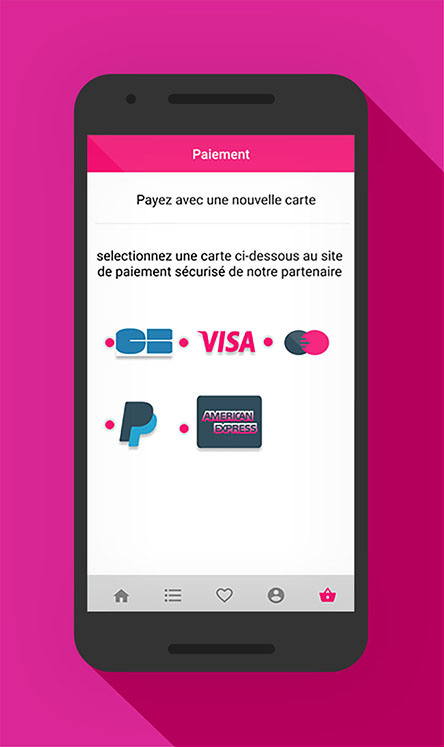 Paiement
Payez avec une nouvelle carte
selectionnez une carte ci-dessous au site
de paiement sécurisé de notre partenaire
CB
VISA
P
AMERICAN
EXPRESS